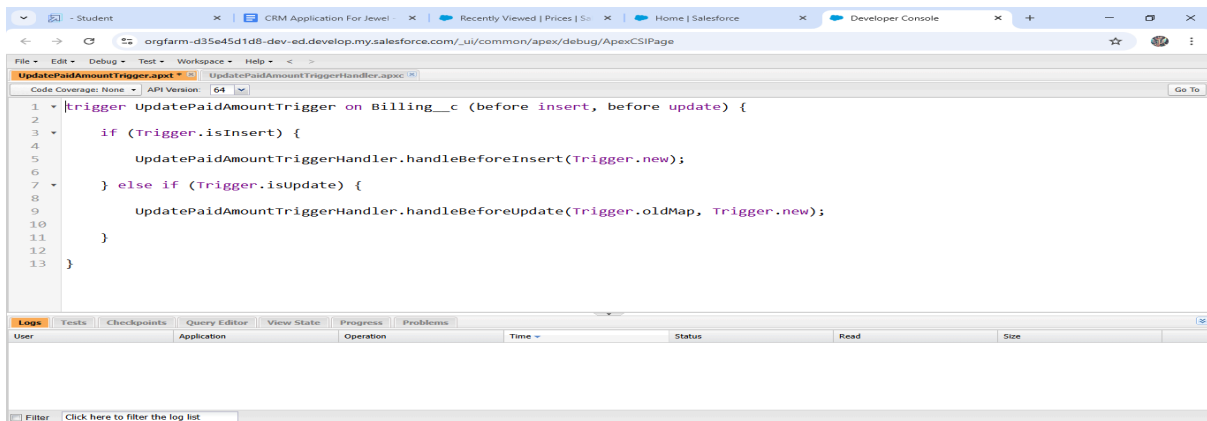 - Student
CRM Application For Jewel -
Recently Viewed | Prices | Sa
Home | Salesforce
Developer Console
orgfarm-d35e45d1d8-dev-ed.develop.my.salesforce.com/_ui/common/apex/debug/ApexCSIPage
File Edit Debug Test Workspace Help < >
UpdatePaidAmountTrigger.apxt * UpdatePaidAmountTriggerHandler.apxc
Code Coverage: None API Version: 64 Go To
1 trigger UpdatePaidAmountTrigger on Billing__c (before insert, before update) {
2
3 if (Trigger.isInsert) {
4
5 UpdatePaidAmountTriggerHandler.handleBeforeInsert(Trigger.new);
6
7 } else if (Trigger.isUpdate) {
8
9 UpdatePaidAmountTriggerHandler.handleBeforeUpdate(Trigger.oldMap, Trigger.new);
10
11 }
12
13 }
Logs Tests Checkpoints Query Editor View State Progress Problems
User Application Operation Time Status Read Size
Filter Click here to filter the log list